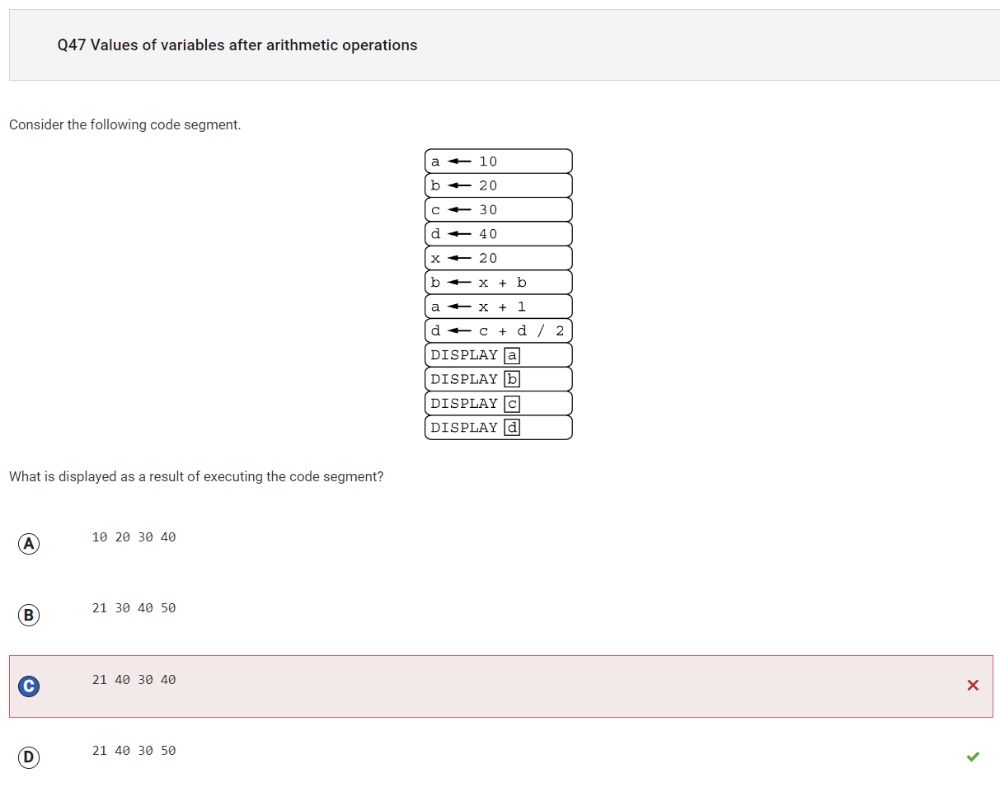 Q47 Values of variables after arithmetic operations
Consider the following code segment.
a ← 10
b ← 20
c ← 30
d ← 40
x ← 20
b ← x + b
a ← x + 1
d ← c + d / 2
DISPLAY a
DISPLAY b
DISPLAY c
DISPLAY d
What is displayed as a result of executing the code segment?
A 10 20 30 40
B 21 30 40 50
C 21 40 30 40
D 21 40 30 50